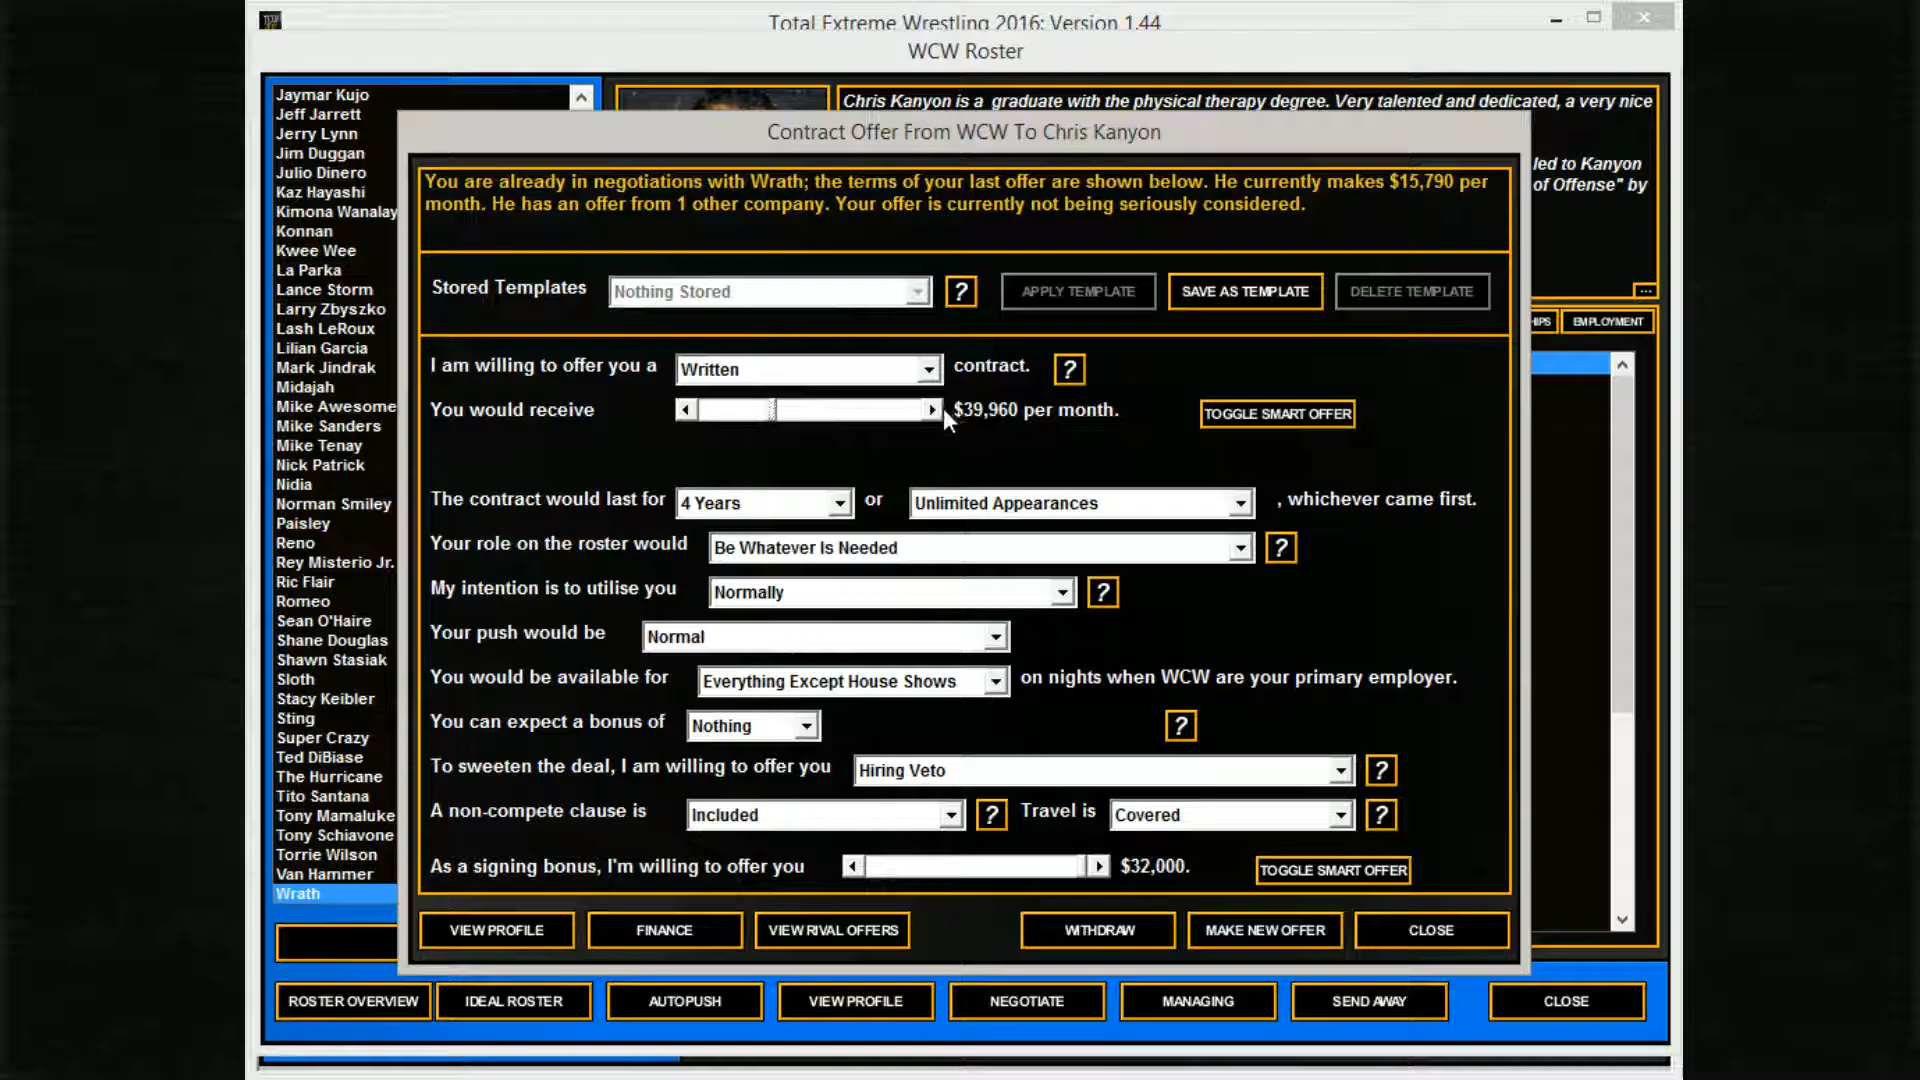 Total Extreme Wrestling 2016: Version 1.44
WCW Roster
Jaymar Kujo
Jeff Jarrett
Jerry Lynn
Jim Duggan
Julio Dinero
Kaz Hayashi
Kimona Wanalay
Konnan
Kwee Wee
La Parka
Lance Storm
Larry Zbyszko
Lash LeRoux
Lilian Garcia
Mark Jindrak
Midajah
Mike Awesome
Mike Sanders
Mike Tenay
Nick Patrick
Nidia
Norman Smiley
Paisley
Reno
Rey Misterio Jr.
Ric Flair
Romeo
Sean O'Haire
Shane Douglas
Shawn Stasiak
Sloth
Stacy Keibler
Sting
Super Crazy
Ted DiBiase
The Hurricane
Tito Santana
Tony Mamaluke
Tony Schiavone
Torrie Wilson
Van Hammer
Wrath
Chris Kanyon is a graduate with the physical therapy degree. Very talented and dedicated, a very nice
led to Kanyon
of Offense" by
...
HIPS EMPLOYMENT
Contract Offer From WCW To Chris Kanyon
You are already in negotiations with Wrath; the terms of your last offer are shown below. He currently makes $15,790 per
month. He has an offer from 1 other company. Your offer is currently not being seriously considered.
Stored Templates Nothing Stored ? APPLY TEMPLATE SAVE AS TEMPLATE DELETE TEMPLATE
I am willing to offer you a Written contract. ?
You would receive $39,960 per month. TOGGLE SMART OFFER
The contract would last for 4 Years or Unlimited Appearances , whichever came first.
Your role on the roster would Be Whatever Is Needed ?
My intention is to utilise you Normally ?
Your push would be Normal
You would be available for Everything Except House Shows on nights when WCW are your primary employer.
You can expect a bonus of Nothing ?
To sweeten the deal, I am willing to offer you Hiring Veto ?
A non-compete clause is Included ? Travel is Covered ?
As a signing bonus, I'm willing to offer you $32,000. TOGGLE SMART OFFER
VIEW PROFILE FINANCE VIEW RIVAL OFFERS WITHDRAW MAKE NEW OFFER CLOSE
ROSTER OVERVIEW IDEAL ROSTER AUTOPUSH VIEW PROFILE NEGOTIATE MANAGING SEND AWAY CLOSE